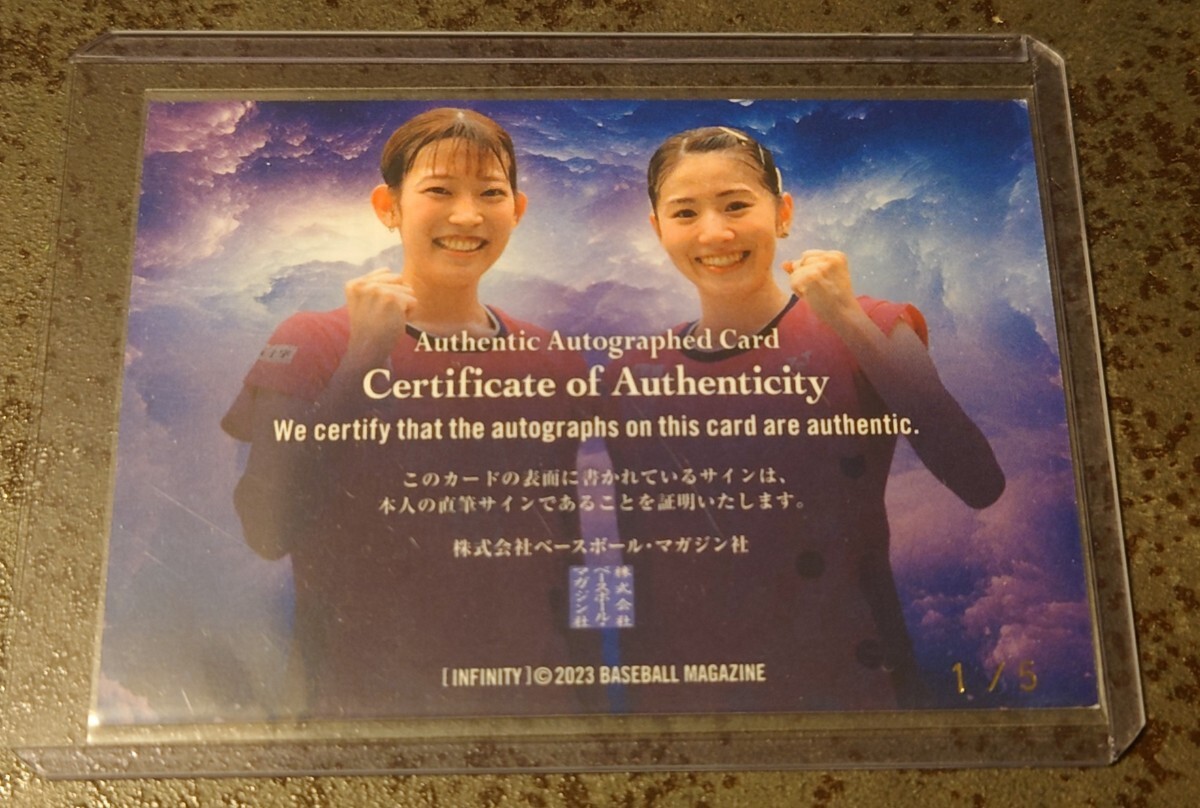 Authentic Autographed Card
Certificate of Authenticity
We certify that the autographs on this card are authentic.
このカードの表面に書かれているサインは、
本人の直筆サインであることを証明いたします。
株式会社ベースボール・マガジン社
株式会社
ベースボール・
マガジン社
[INFINITY]©2023 BASEBALL MAGAZINE
1/5